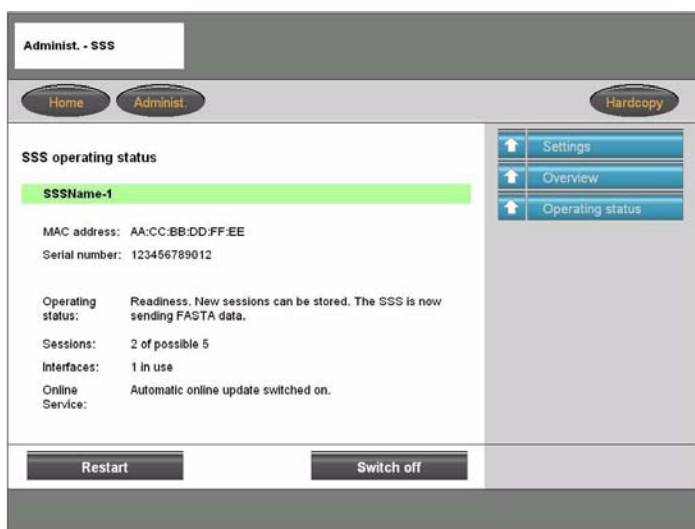 Administ. - SSS
Home
Administ.
Hardcopy
SSS operating status
SSSName-1
MAC address: AA:CC:BB:DD:FF:EE
Serial number: 123456789012
Operating status: Readiness. New sessions can be stored. The SSS is now
sending FASTA data.
Sessions: 2 of possible 5
Interfaces: 1 in use
Online Service: Automatic online update switched on.
Settings
Overview
Operating status
Restart
Switch off